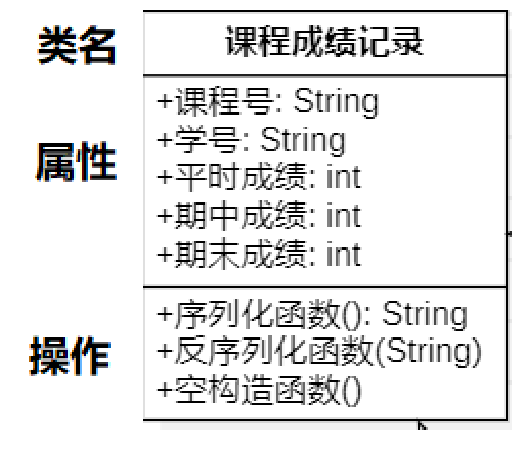 类名
课程成绩记录
属性
+课程号: String
+学号: String
+平时成绩: int
+期中成绩: int
+期末成绩: int
操作
+序列化函数(): String
+反序列化函数(String)
+空构造函数()